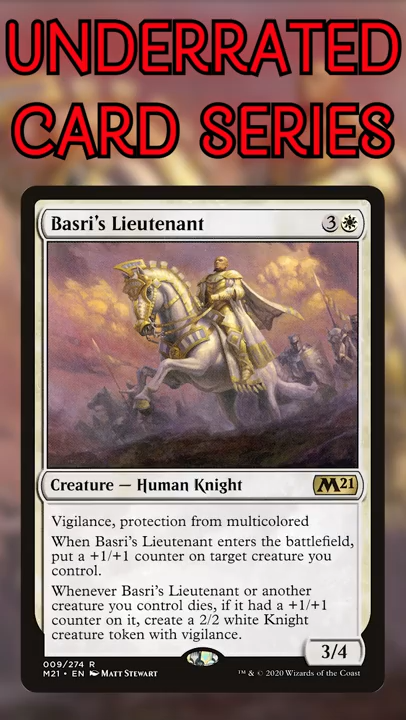 UNDERRATED
CARD SERIES
Basri's Lieutenant 3
Creature — Human Knight M21
Vigilance, protection from multicolored
When Basri's Lieutenant enters the battlefield,
put a +1/+1 counter on target creature you
control.
Whenever Basri's Lieutenant or another
creature you control dies, if it had a +1/+1
counter on it, create a 2/2 white Knight
creature token with vigilance.
3/4
009/274 R
M21 • EN Matt Stewart ™ & © 2020 Wizards of the Coast